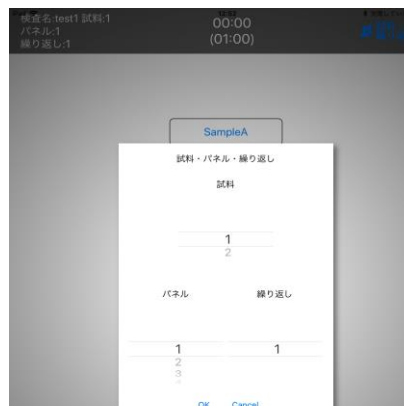 検査名:test1 試料:1
パネル:1
繰り返し:1
00:00
(01:00)
SampleA
試料・パネル・繰り返し
試料
1
2
パネル 繰り返し
1 1
2
3
OK Cancel